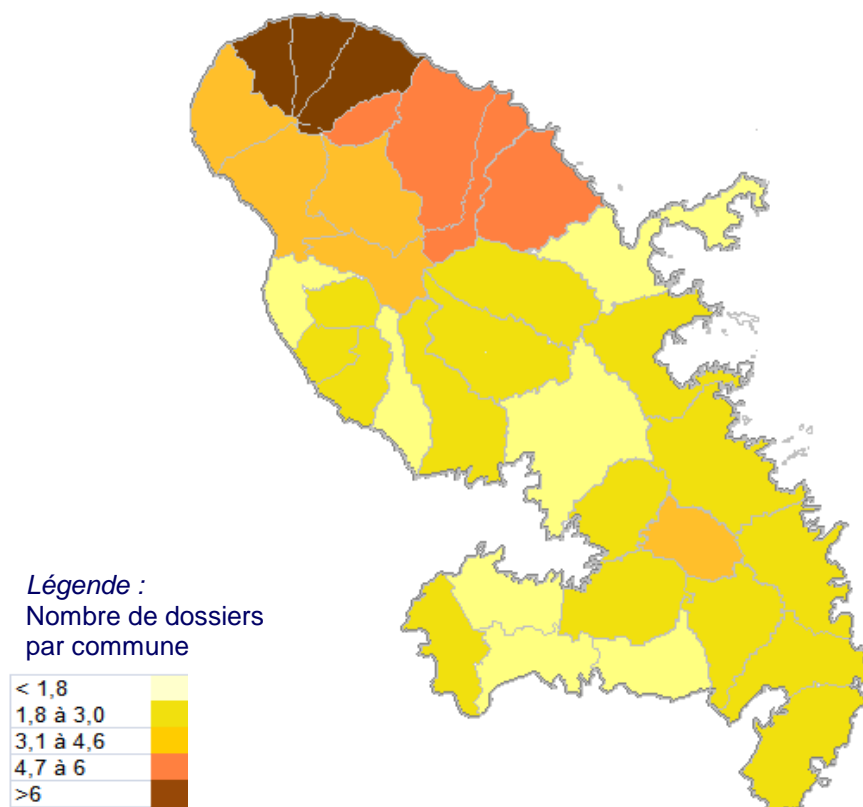 Légende :
Nombre de dossiers
par commune
< 1,8
1,8 à 3,0
3,1 à 4,6
4,7 à 6
>6